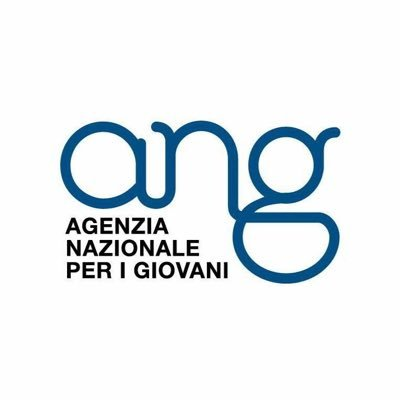 ang
AGENZIA
NAZIONALE
PER I GIOVANI